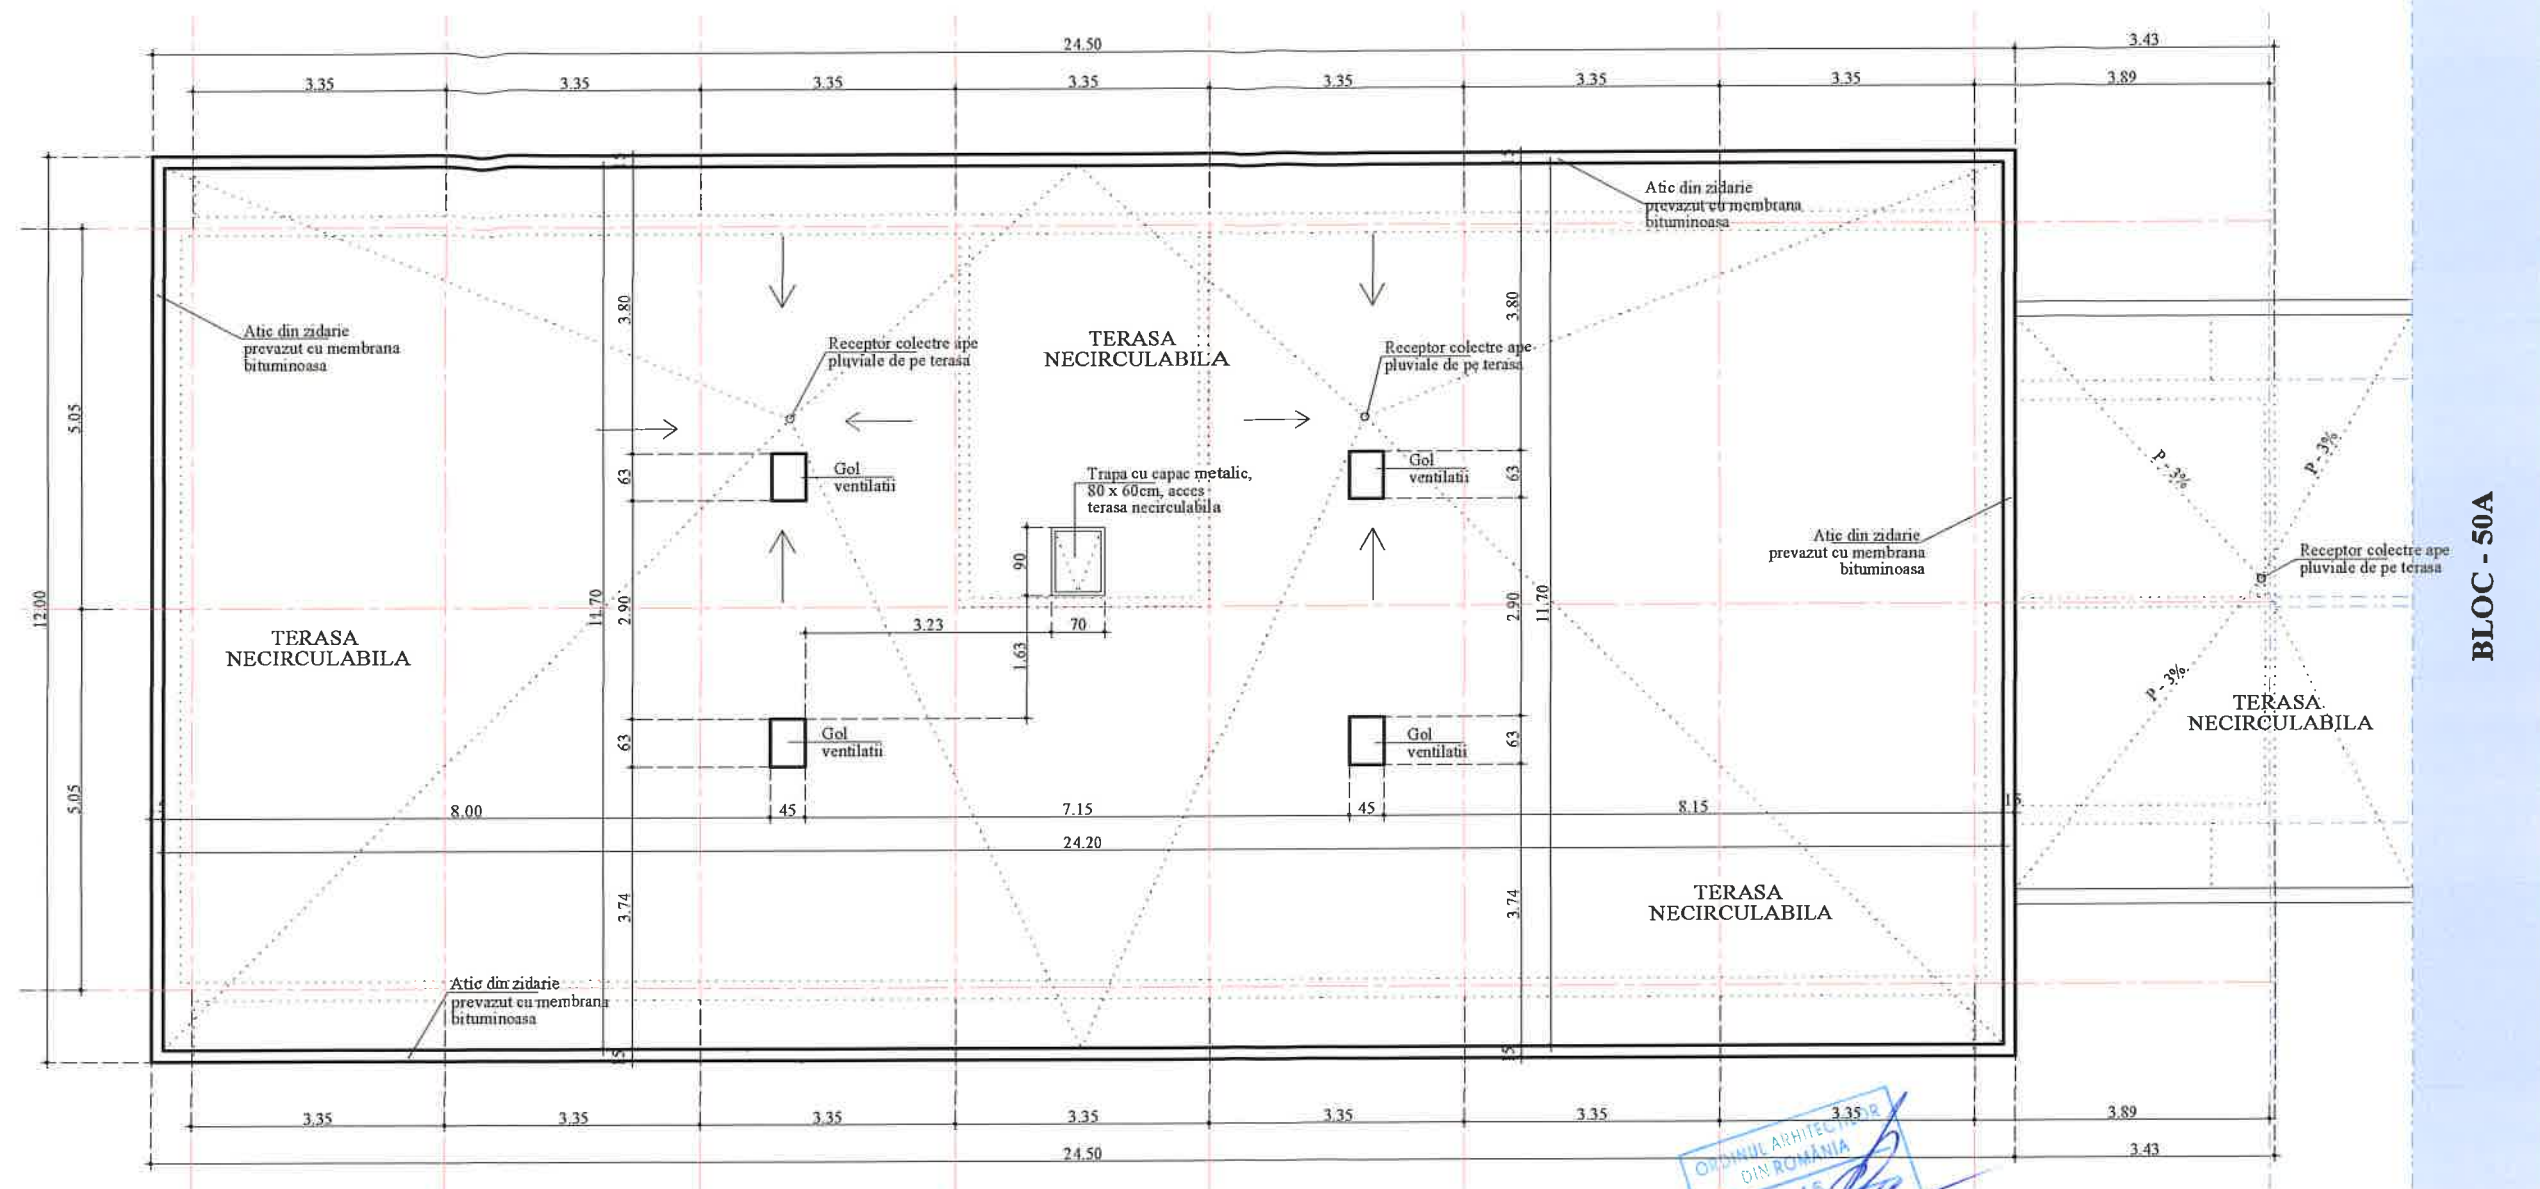 24.50
3.43
3.35
3.35
3.35
3.35
3.35
3.35
3.35
3.89
15
15
Atic din zidarie
prevazut cu membrana
bituminoasa
3.80
3.80
Atic din zidarie
prevazut cu membrana
bituminoasa
Receptor colectre ape
pluviale de pe terasa
TERASA
NECIRCULABILA
Receptor colectre ape
pluviale de pe terasa
5.05
P - 3%
P - 3%
63
Gol
ventilatii
Trapa cu capac metalic,
80 x 60cm, acces
terasa necirculabila
Gol
ventilatii
63
Atic din zidarie
prevazut cu membrana
bituminoasa
Receptor colectre ape
pluviale de pe terasa
BLOC - 50A
90
12.00
11.70
2.90
2.90
11.70
3.23
70
1.63
TERASA
NECIRCULABILA
P - 3%
TERASA
NECIRCULABILA
63
Gol
ventilatii
Gol
ventilatii
63
5.05
8.00
45
7.15
45
8.15
15
24.20
3.74
3.74
TERASA
NECIRCULABILA
Atic din zidarie
prevazut cu membrana
bituminoasa
15
15
3.35
3.35
3.35
3.35
3.35
3.35
3.35
3.89
24.50
3.43
ORDINUL ARHITECTILOR
DIN ROMÂNIA